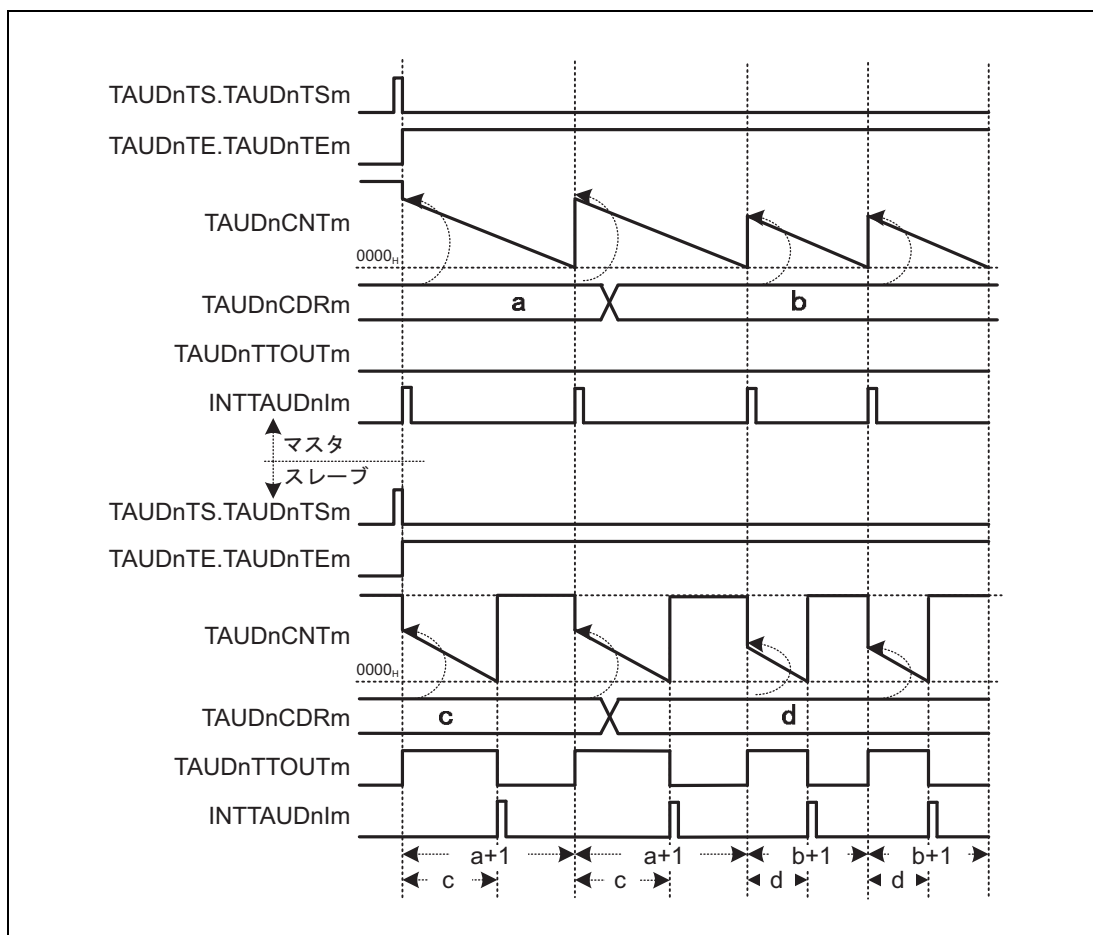 TAUDnTS.TAUDnTSm
TAUDnTE.TAUDnTEm
TAUDnCNTm
0000H
TAUDnCDRm
a
b
TAUDnTTOUTm
INTTAUDnIm
マスタ
スレーブ
TAUDnTS.TAUDnTSm
TAUDnTE.TAUDnTEm
TAUDnCNTm
0000H
TAUDnCDRm
c
d
TAUDnTTOUTm
INTTAUDnIm
a+1 a+1 b+1 b+1
c c d d